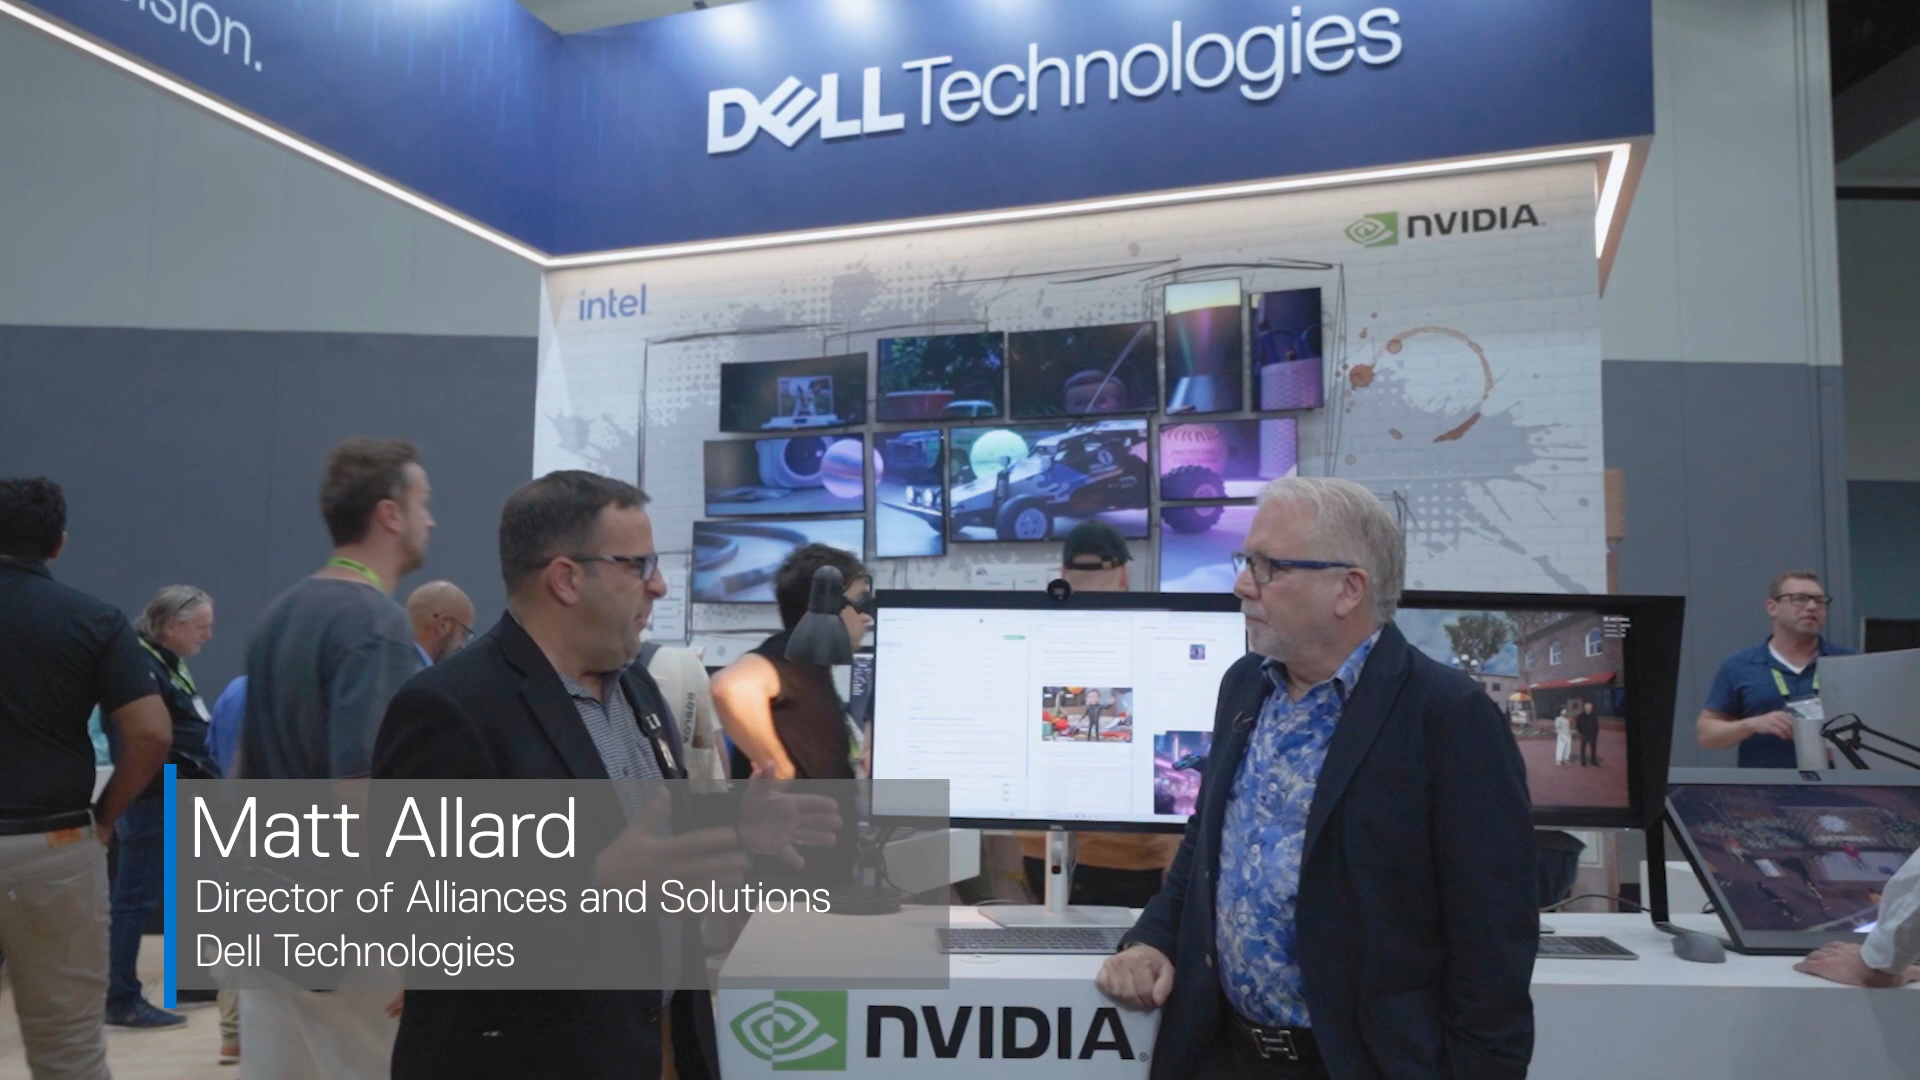 ision.
DELL Technologies
NVIDIA
intel
Matt Allard
Director of Alliances and Solutions
Dell Technologies
NVIDIA